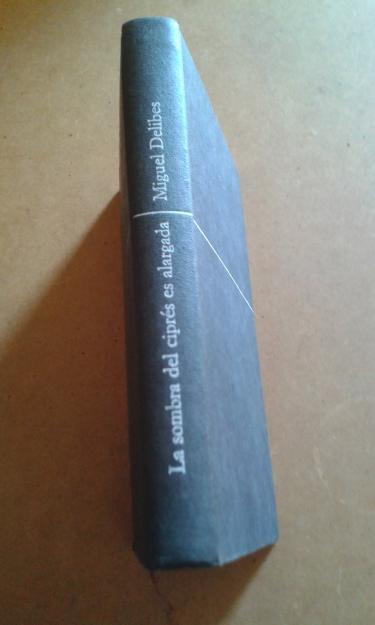 La sombra del ciprés es alargada
Miguel Delibes